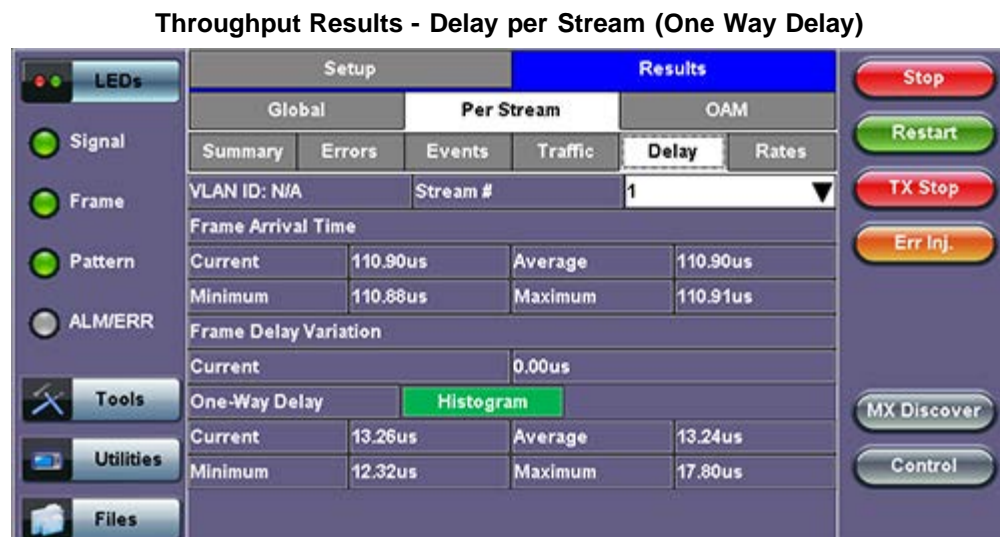 Throughput Results - Delay per Stream (One Way Delay)
LEDs
Setup
Results
Stop
Global
Per Stream
OAM
Signal
Summary
Errors
Events
Traffic
Delay
Rates
Restart
Frame
VLAN ID: N/A
Stream #
1
TX Stop
Frame Arrival Time
Err Inj.
Pattern
Current
110.90us
Average
110.90us
Minimum
110.88us
Maximum
110.91us
ALM/ERR
Frame Delay Variation
Current
0.00us
Tools
One-Way Delay
Histogram
MX Discover
Current
13.26us
Average
13.24us
Utilities
Minimum
12.32us
Maximum
17.80us
Control
Files